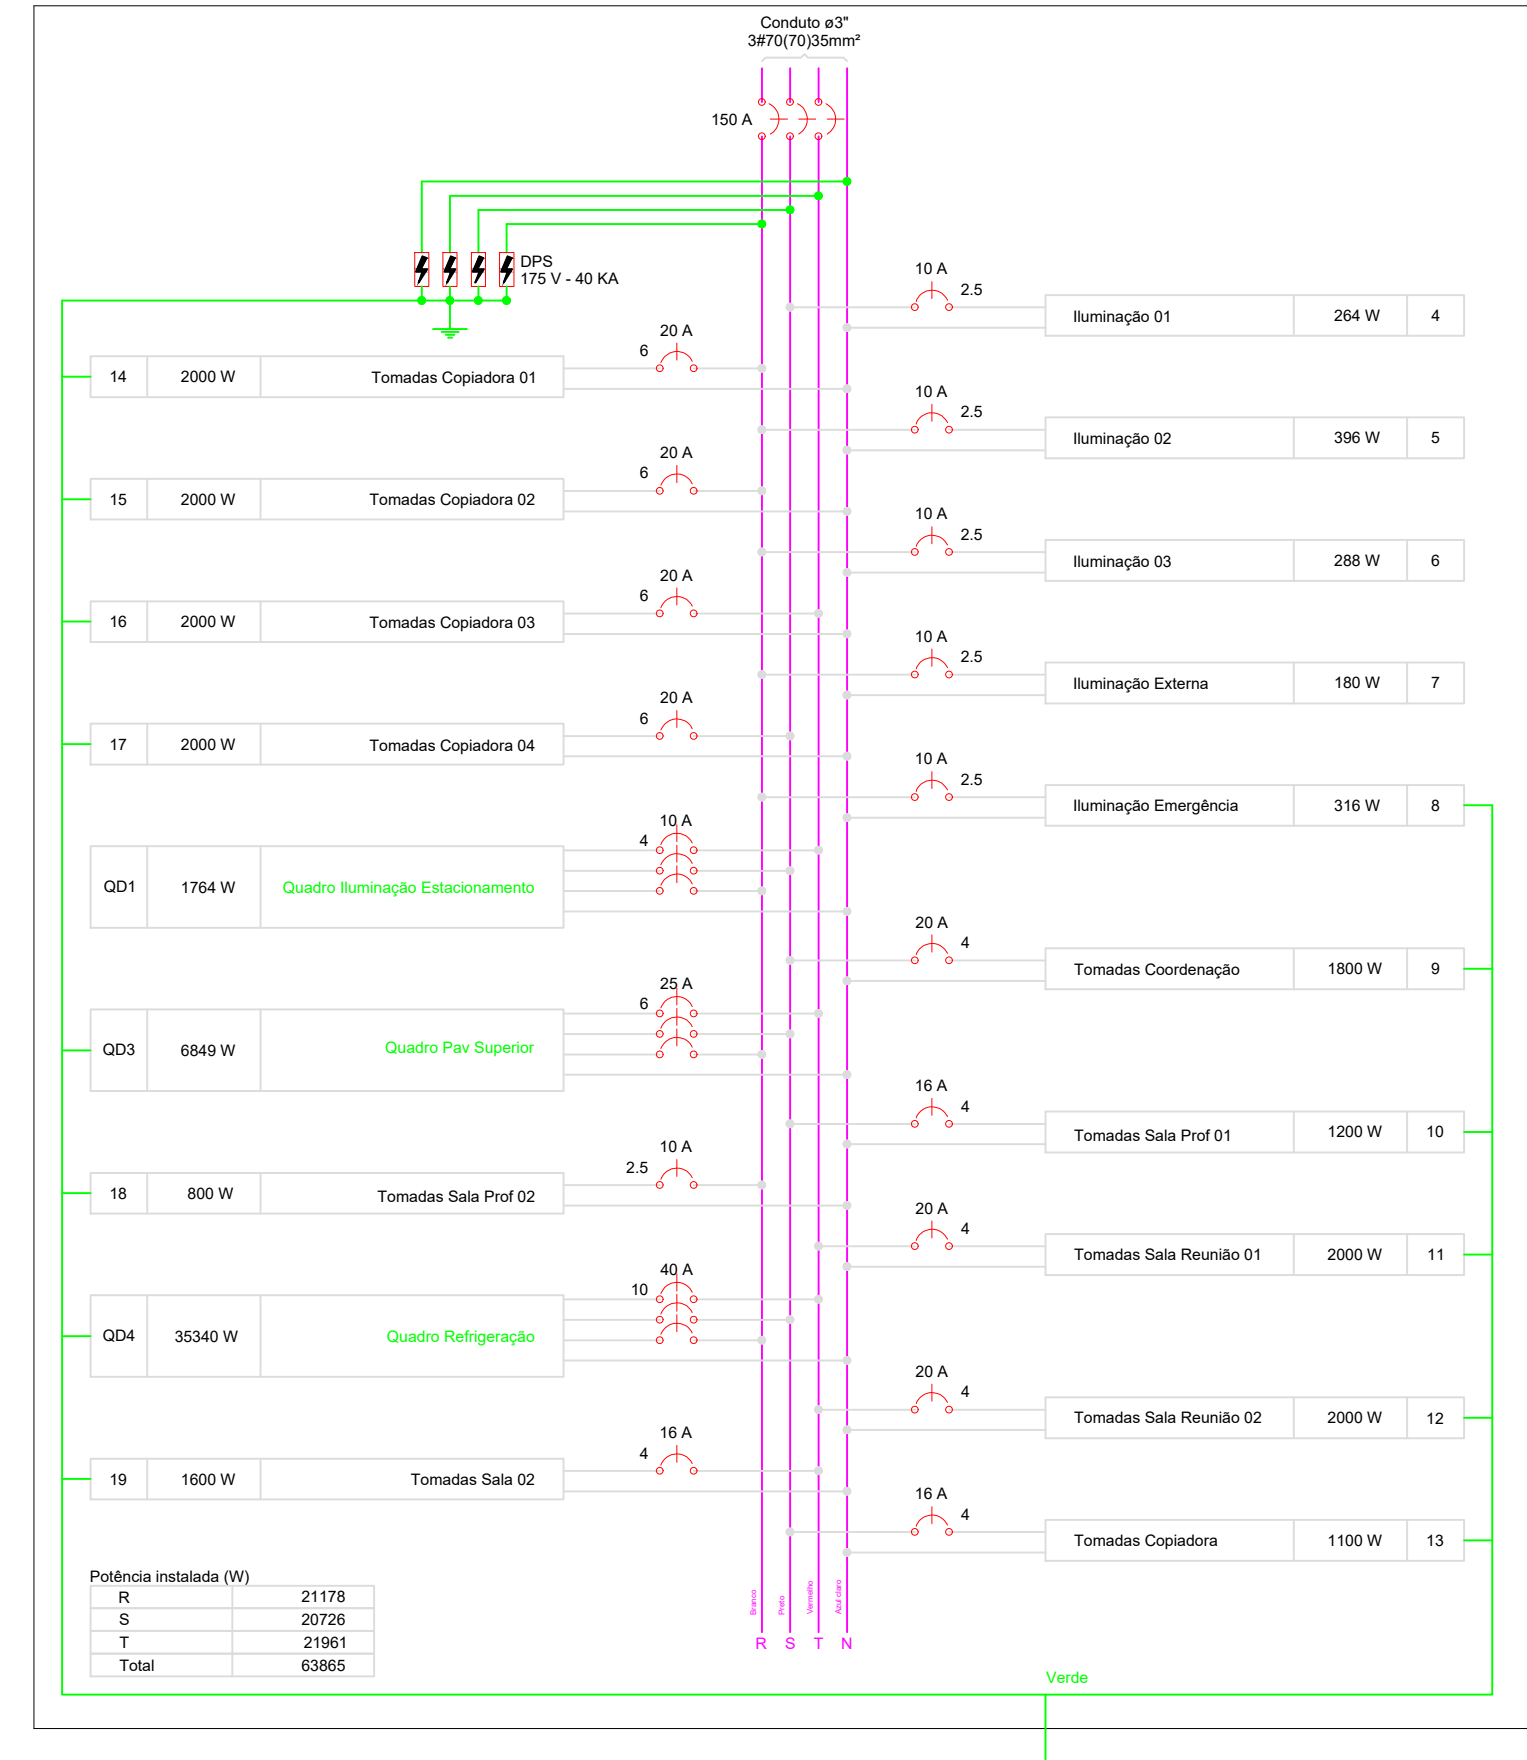 Conduto ø3"
3#70(70)35mm²
150 A
DPS
175 V - 40 KA
10 A
2.5
Iluminação 01 264 W 4
20 A
6
14 2000 W Tomadas Copiadora 01
10 A
2.5
Iluminação 02 396 W 5
20 A
6
15 2000 W Tomadas Copiadora 02
10 A
2.5
Iluminação 03 288 W 6
20 A
6
16 2000 W Tomadas Copiadora 03
10 A
2.5
Iluminação Externa 180 W 7
20 A
6
17 2000 W Tomadas Copiadora 04
10 A
2.5
Iluminação Emergência 316 W 8
10 A
4
QD1 1764 W Quadro Iluminação Estacionamento
20 A
4
Tomadas Coordenação 1800 W 9
25 A
6
QD3 6849 W Quadro Pav Superior
16 A
4
Tomadas Sala Prof 01 1200 W 10
10 A
2.5
18 800 W Tomadas Sala Prof 02
20 A
4
Tomadas Sala Reunião 01 2000 W 11
40 A
10
QD4 35340 W Quadro Refrigeração
20 A
4
Tomadas Sala Reunião 02 2000 W 12
16 A
4
19 1600 W Tomadas Sala 02
16 A
4
Tomadas Copiadora 1100 W 13
Potência instalada (W)
R 21178
S 20726
T 21961
Total 63865
Branco
Preto
Vermelho
Azul claro
R S T N
Verde